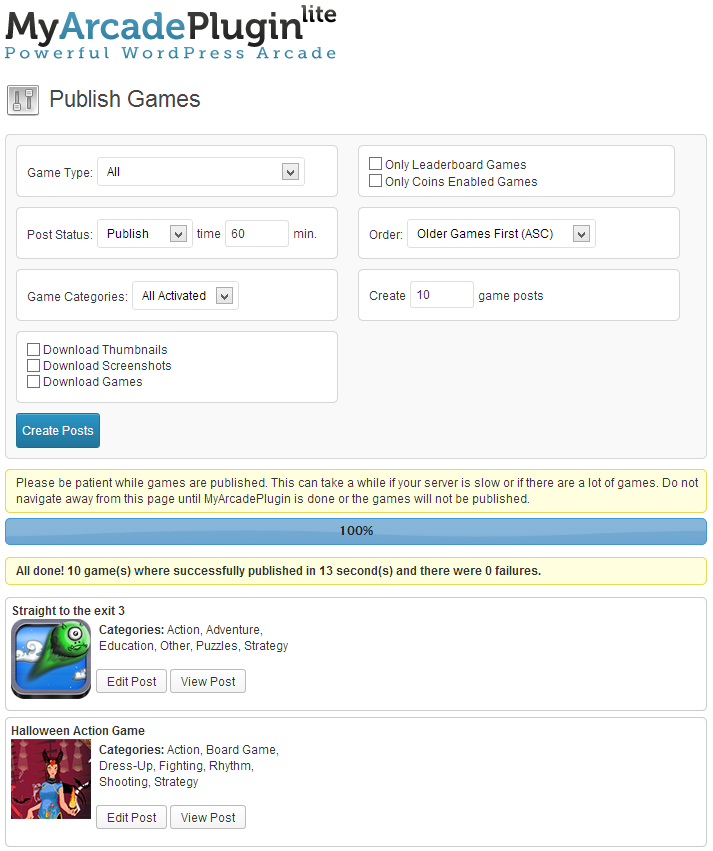 MyArcadePlugin lite
Powerful WordPress Arcade
Publish Games
Game Type: All
Only Leaderboard Games
Only Coins Enabled Games
Post Status: Publish time 60 min.
Order: Older Games First (ASC)
Game Categories: All Activated
Create 10 game posts
Download Thumbnails
Download Screenshots
Download Games
Create Posts
Please be patient while games are published. This can take a while if your server is slow or if there are a lot of games. Do not
navigate away from this page until MyArcadePlugin is done or the games will not be published.
100%
All done! 10 game(s) where successfully published in 13 second(s) and there were 0 failures.
Straight to the exit 3
Categories: Action, Adventure,
Education, Other, Puzzles, Strategy
Edit Post View Post
Halloween Action Game
Categories: Action, Board Game,
Dress-Up, Fighting, Rhythm,
Shooting, Strategy
Edit Post View Post